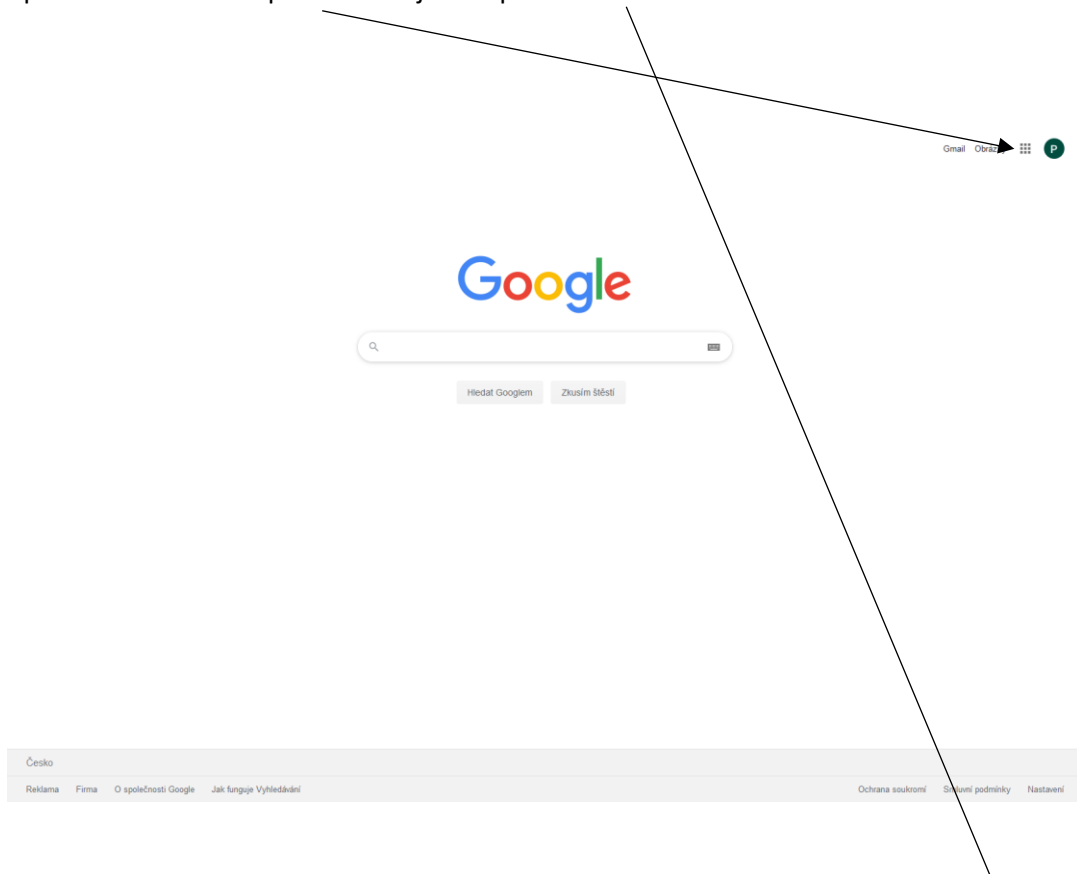 Gmail
P
Google
Hledat Googlem Zkusím štěstí
Česko
Reklama Firma O společnosti Google Jak funguje Vyhledávání
Ochrana soukromí Smluvní podmínky Nastavení